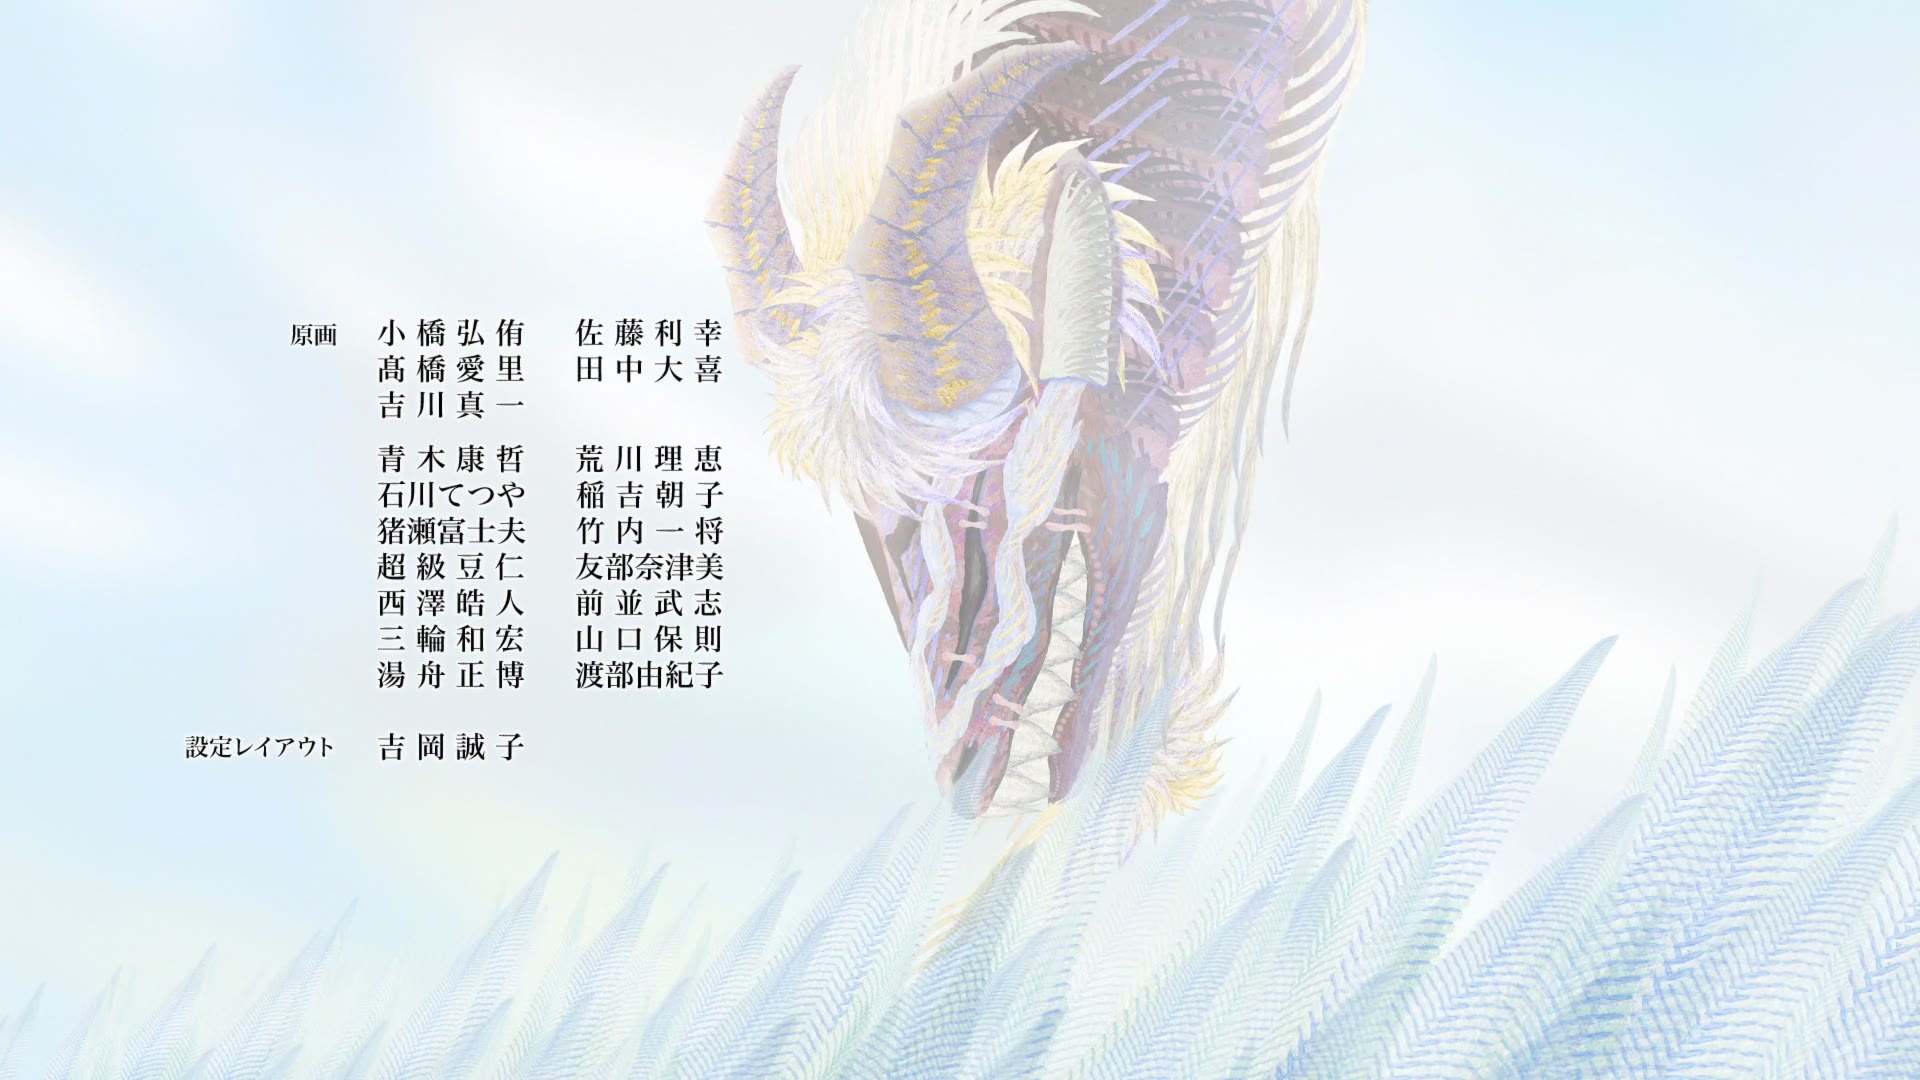 原画 小橋弘侑 佐藤利幸
髙橋愛里 田中大喜
吉川真一
青木康哲 荒川理恵
石川てつや 稲吉朝子
猪瀬富士夫 竹内一将
超級豆仁 友部奈津美
西澤皓人 前並武志
三輪和宏 山口保則
湯舟正博 渡部由紀子
設定レイアウト 吉岡誠子